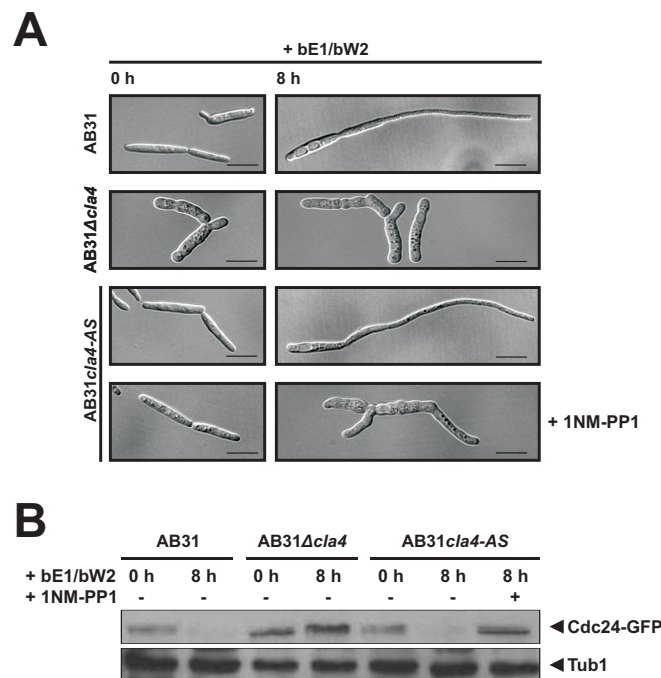 A
+ bE1/bW2
0 h 8 h
AB31
AB31Δcla4
AB31cla4-AS
+ 1NM-PP1
B
AB31 AB31Δcla4 AB31cla4-AS
+ bE1/bW2 0 h 8 h 0 h 8 h 0 h 8 h 8 h
+ 1NM-PP1 - - - - - - +
Cdc24-GFP
Tub1